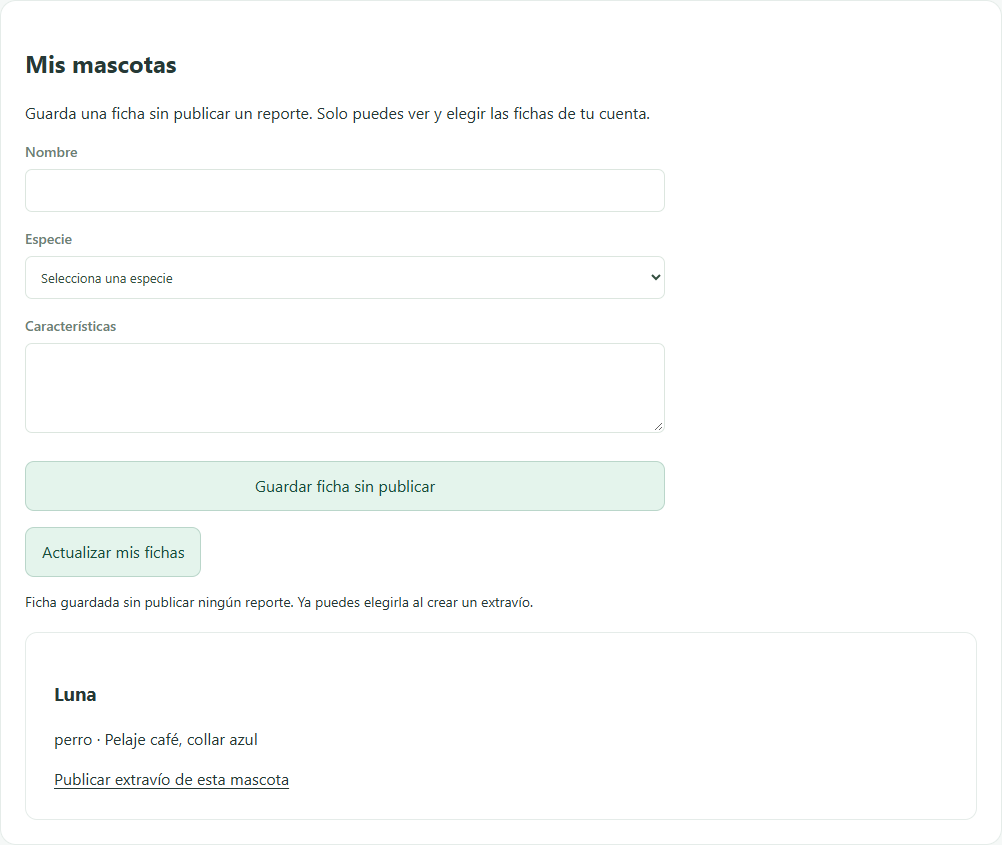 Mis mascotas
Guarda una ficha sin publicar un reporte. Solo puedes ver y elegir las fichas de tu cuenta.
Nombre
Especie
Selecciona una especie
Características
Guardar ficha sin publicar
Actualizar mis fichas
Ficha guardada sin publicar ningún reporte. Ya puedes elegirla al crear un extravío.
Luna
perro · Pelaje café, collar azul
Publicar extravío de esta mascota